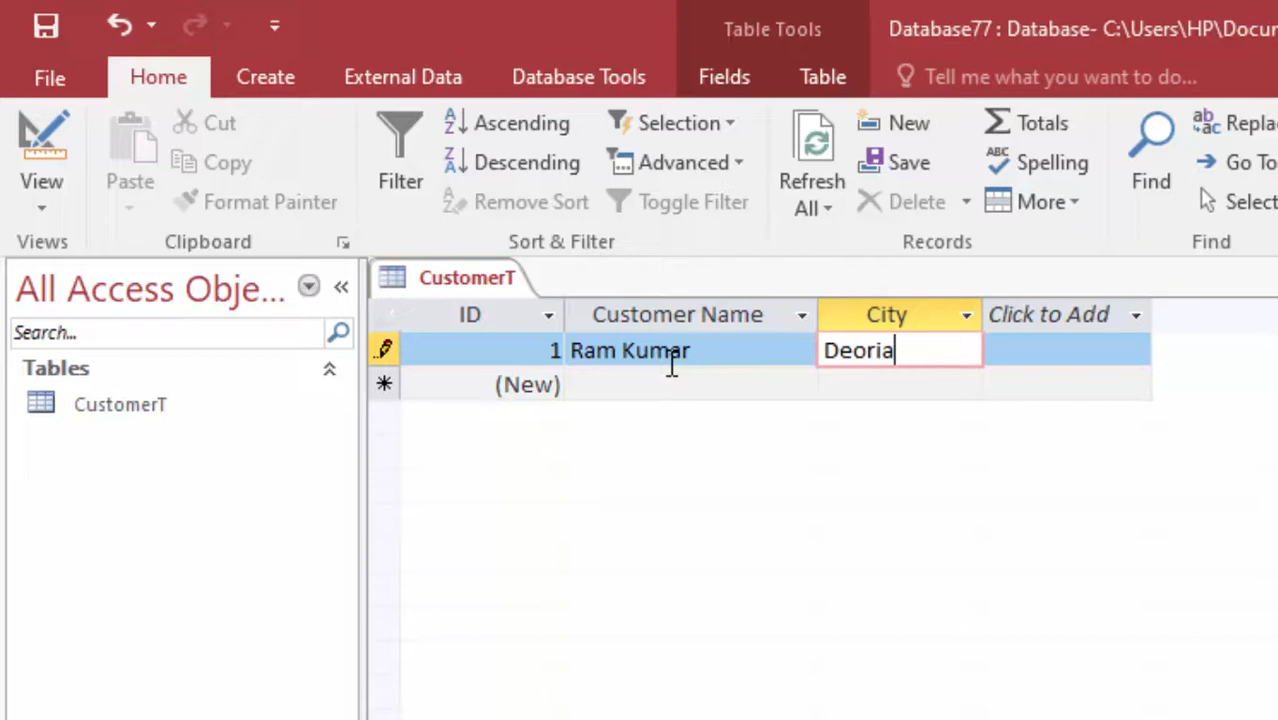 Table Tools
Database77 : Database- C:\Users\HP\Docu
File
Home
Create
External Data
Database Tools
Fields
Table
Tell me what you want to do...
View
Views
Paste
Cut
Copy
Format Painter
Clipboard
Filter
Ascending
Descending
Remove Sort
Selection
Advanced
Toggle Filter
Sort & Filter
Refresh
All
New
Save
Delete
Totals
Spelling
More
Records
Find
Replac
Go To
Select
Find
All Access Obje...
Search...
Tables
CustomerT
CustomerT
ID Customer Name City Click to Add
1 Ram Kumar Deoria
(New)